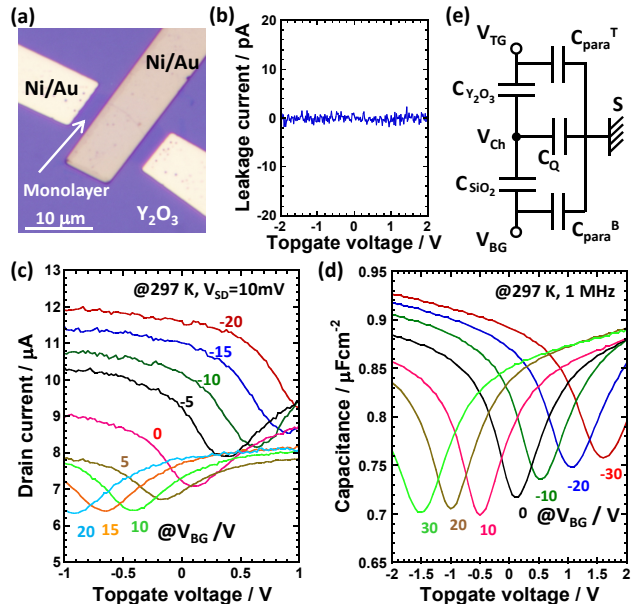 (a)
Ni/Au
Ni/Au
Monolayer
10 μm
Y2O3
(b)
Leakage current / pA
20
10
0
-10
-20
-2
-1
0
1
2
Topgate voltage / V
(e)
VTG
CparaT
CY2O3
S
VCh
CQ
CSiO2
CparaB
VBG
(c)
@297 K, VSD=10mV
Drain current / μA
13
12
11
10
9
8
7
6
5
-20
-15
-10
-5
0
5
10
15
20
@VBG /V
-1
-0.5
0
0.5
1
Topgate voltage / V
(d)
@297 K, 1 MHz
Capacitance / μFcm-2
0.95
0.9
0.85
0.8
0.75
0.7
0.65
30
20
10
0
-10
-20
-30
@VBG /V
-2
-1.5
-1
-0.5
0
0.5
1
1.5
2
Topgate voltage / V